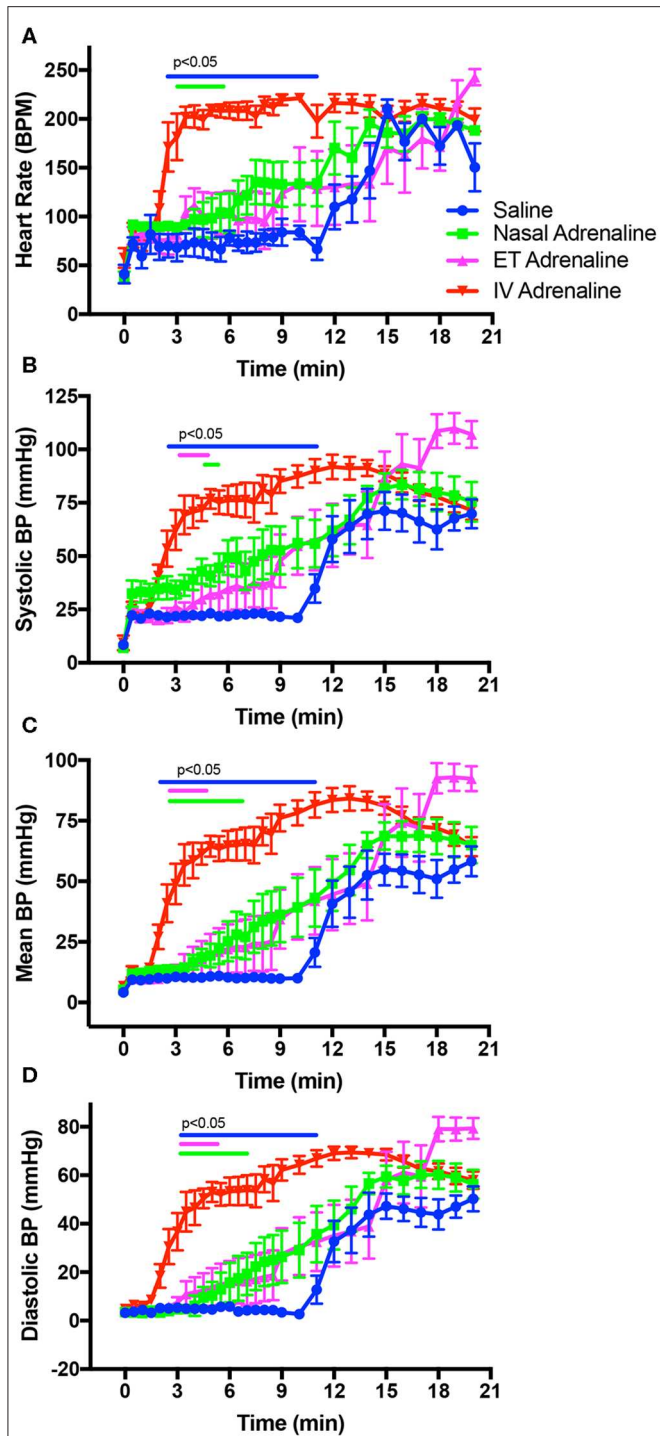 A
p<0.05
250
200
150
100
50
0
Heart Rate (BPM)
Saline
Nasal Adrenaline
ET Adrenaline
IV Adrenaline
0 3 6 9 12 15 18 21
Time (min)
B
p<0.05
125
100
75
50
25
0
Systolic BP (mmHg)
0 3 6 9 12 15 18 21
Time (min)
C
p<0.05
100
75
50
25
0
Mean BP (mmHg)
0 3 6 9 12 15 18 21
Time (min)
D
p<0.05
80
60
40
20
0
-20
Diastolic BP (mmHg)
0 3 6 9 12 15 18 21
Time (min)